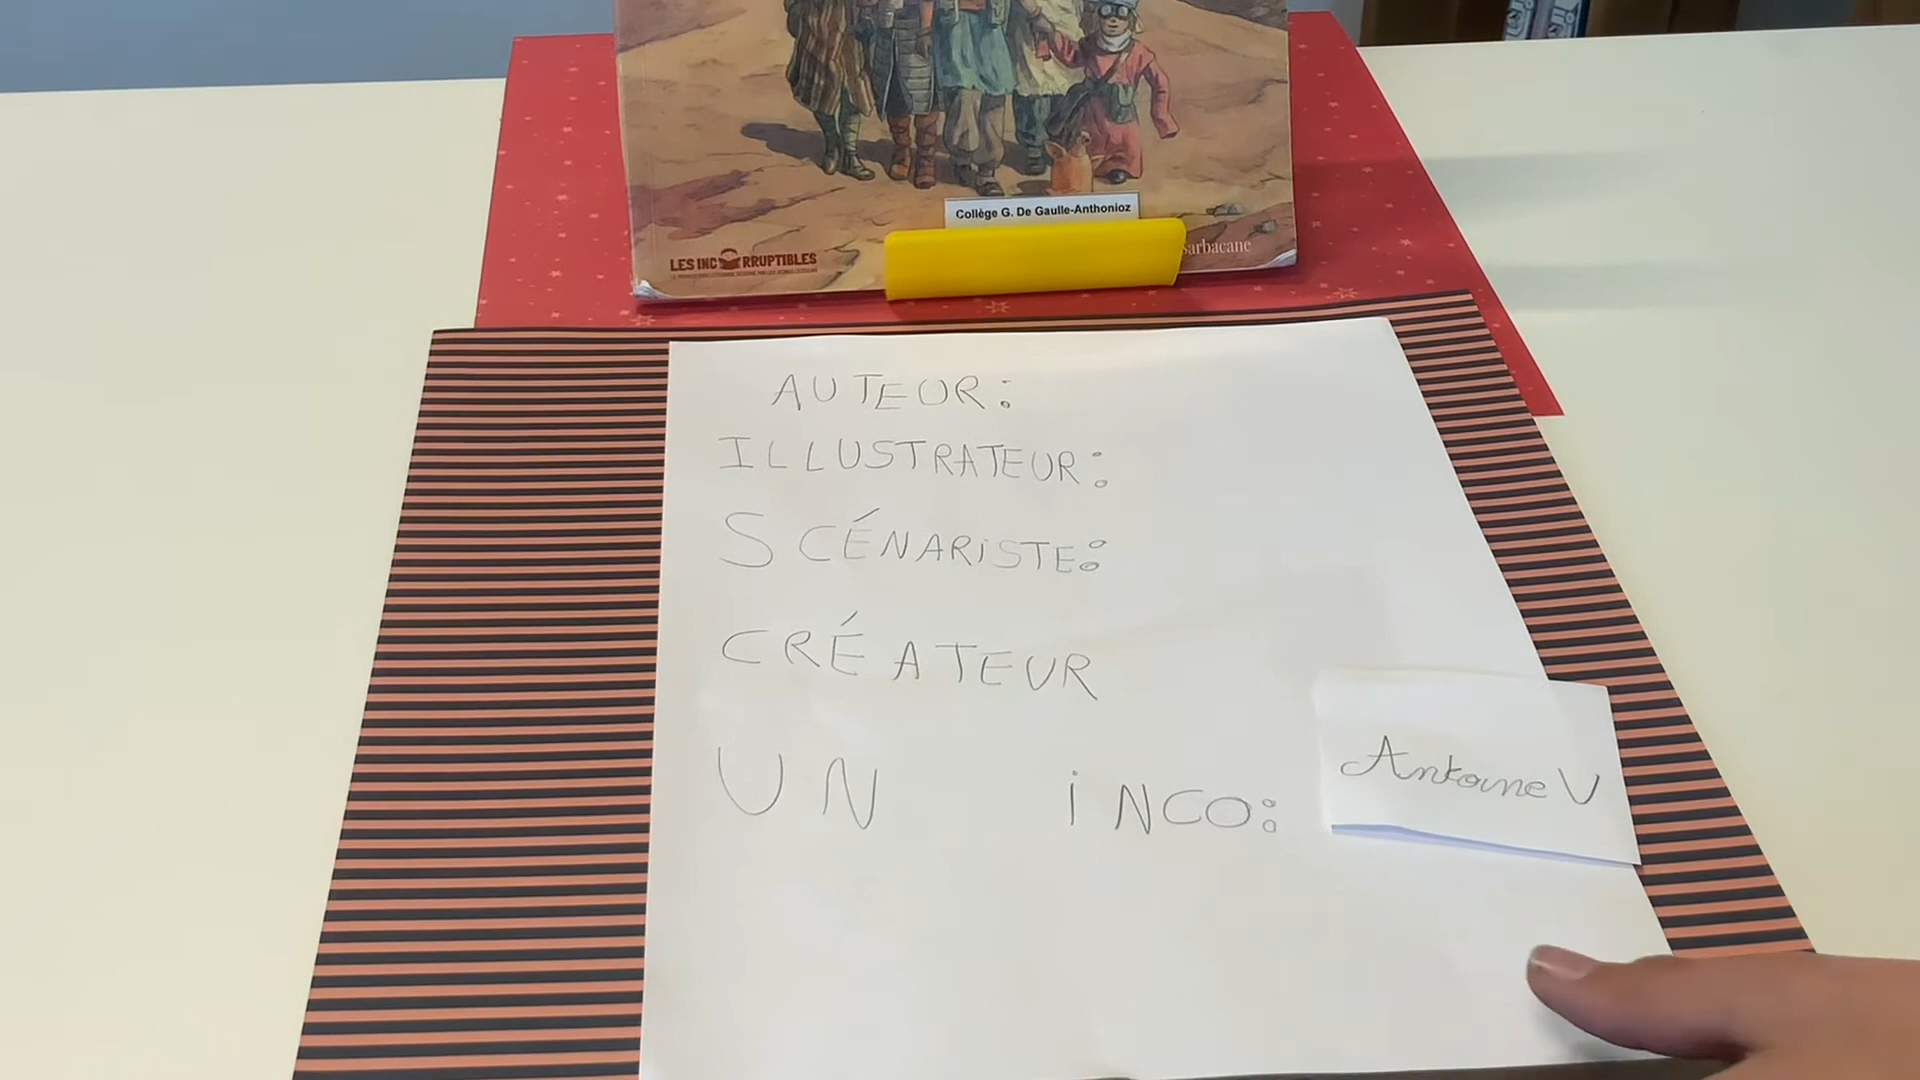 Collège G. De Gaulle-Anthonioz
LES INCORRUPTIBLES
sarbacane
AUTEUR:
ILLUSTRATEUR:
SCÉNARISTE:
CRÉATEUR
UN INCO:
Antoine V